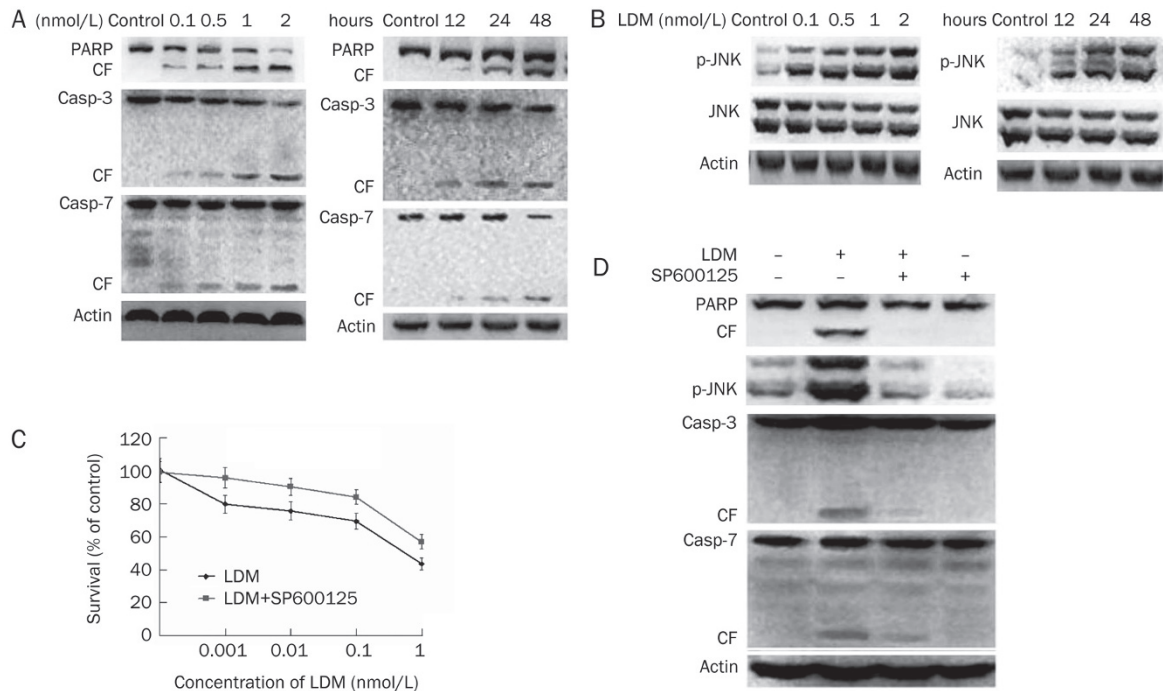 A
(nmol/L) Control 0.1 0.5 1 2
PARP
CF
Casp-3
CF
Casp-7
CF
Actin
hours Control 12 24 48
PARP
CF
Casp-3
CF
Casp-7
CF
Actin
B
LDM (nmol/L) Control 0.1 0.5 1 2
p-JNK
JNK
Actin
hours Control 12 24 48
p-JNK
JNK
Actin
C
Survival (% of control)
120
100
80
60
40
20
0
LDM
LDM+SP600125
0.001 0.01 0.1 1
Concentration of LDM (nmol/L)
D
LDM – + + –
SP600125 – – + +
PARP
CF
p-JNK
Casp-3
CF
Casp-7
CF
Actin